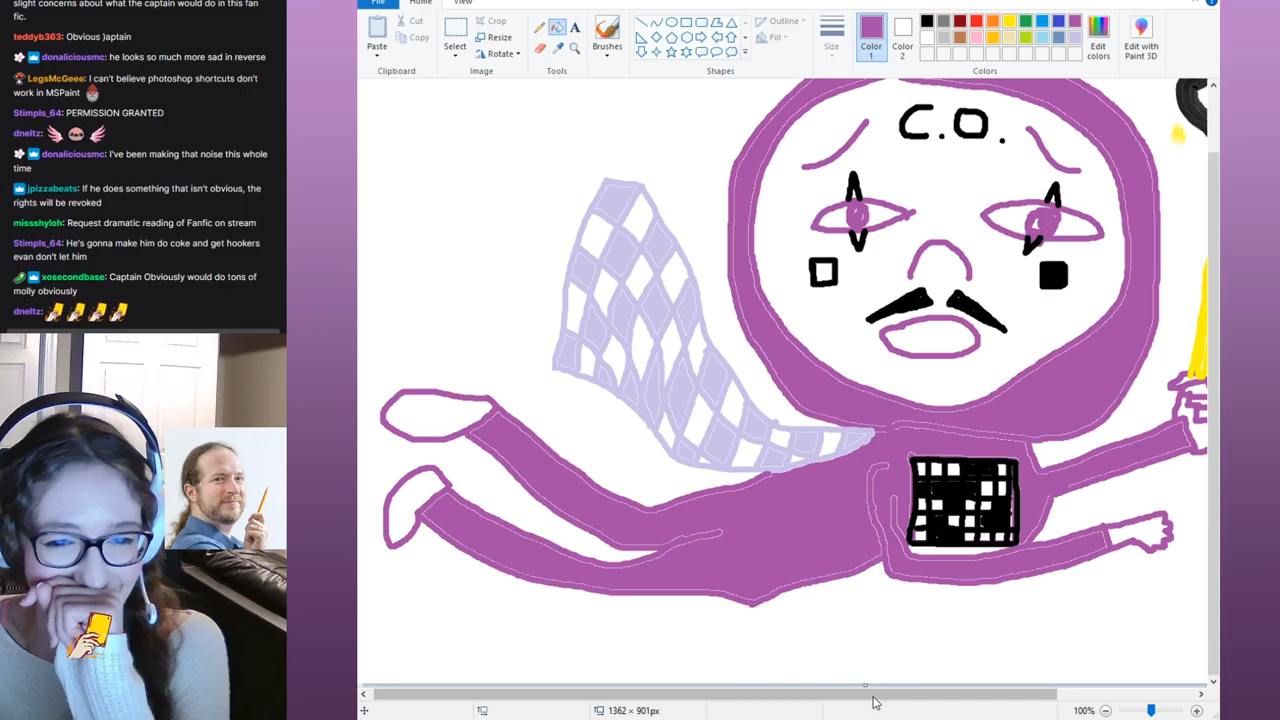 slight concerns about what the captain would do in this fan
fic.
teddyb363: Obvious )aptain
donaliciousmc: he looks so much more sad in reverse
LegsMcGeee: I can't believe photoshop shortcuts don't
work in MSPaint
Stimpls_64: PERMISSION GRANTED
dneltz:
donaliciousmc: I've been making that noise this whole
time
jpizzabeats: If he does something that isn't obvious, the
rights will be revoked
missshyloh: Request dramatic reading of Fanfic on stream
Stimpls_64: He's gonna make him do coke and get hookers
evan don't let him
xosecondbase: Captain Obviously would do tons of
molly obviously
dneltz:
File Home View
Paste
Cut
Copy
Clipboard
Select
Crop
Resize
Rotate
Image
A
Tools
Brushes
Outline
Fill
Shapes
Size
Color
1
Color
2
Edit
colors
Colors
Edit with
Paint 3D
C.O.
1362 × 901px
100%